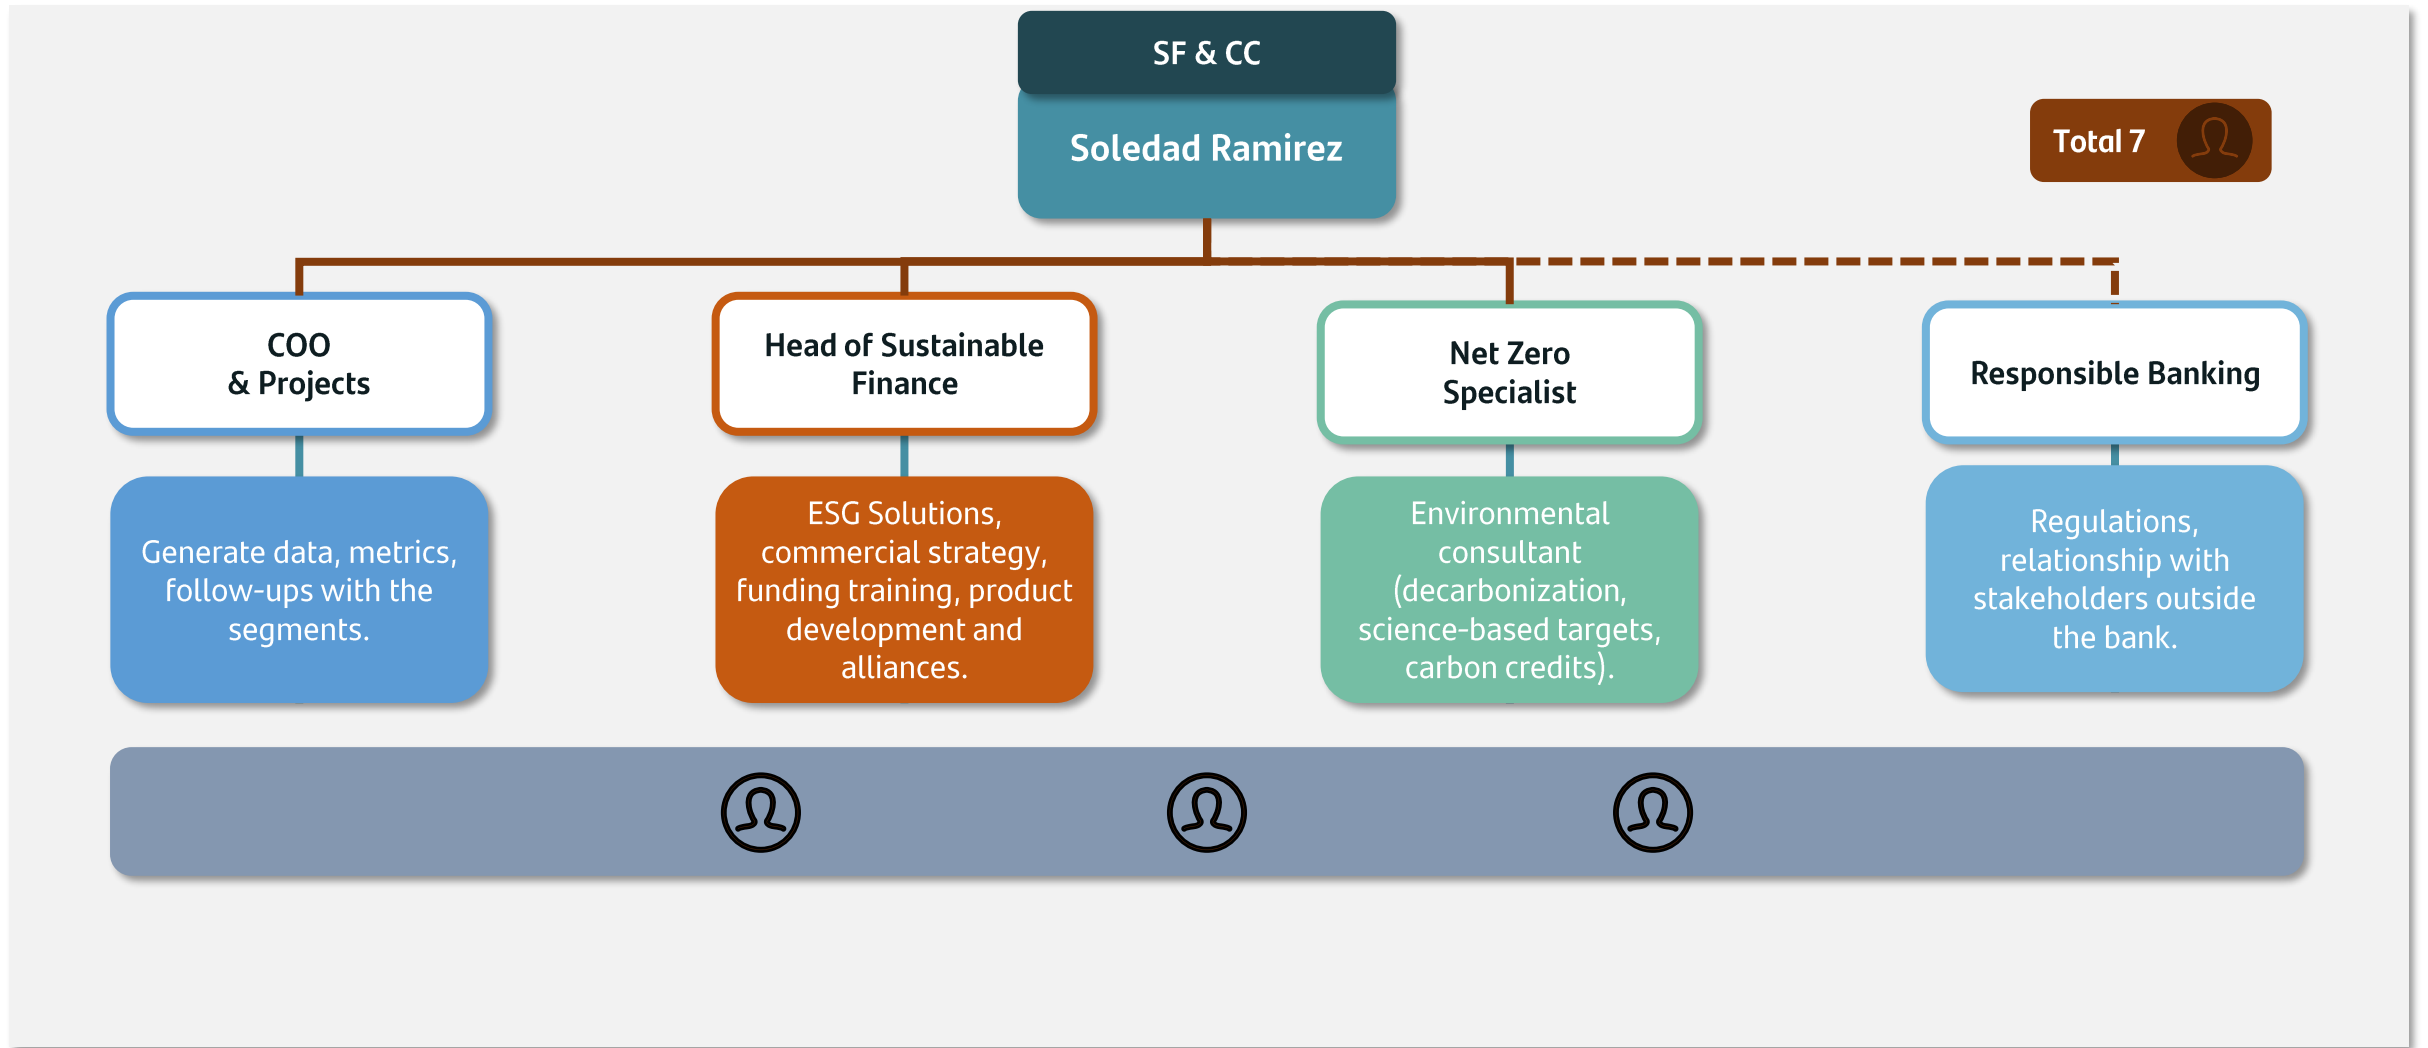 SF & CC
Soledad Ramirez
Total 7
COO
& Projects
Head of Sustainable
Finance
Net Zero
Specialist
Responsible Banking
Generate data, metrics,
follow-ups with the
segments.
ESG Solutions,
commercial strategy,
funding training, product
development and
alliances.
Environmental
consultant
(decarbonization,
science-based targets,
carbon credits).
Regulations,
relationship with
stakeholders outside
the bank.